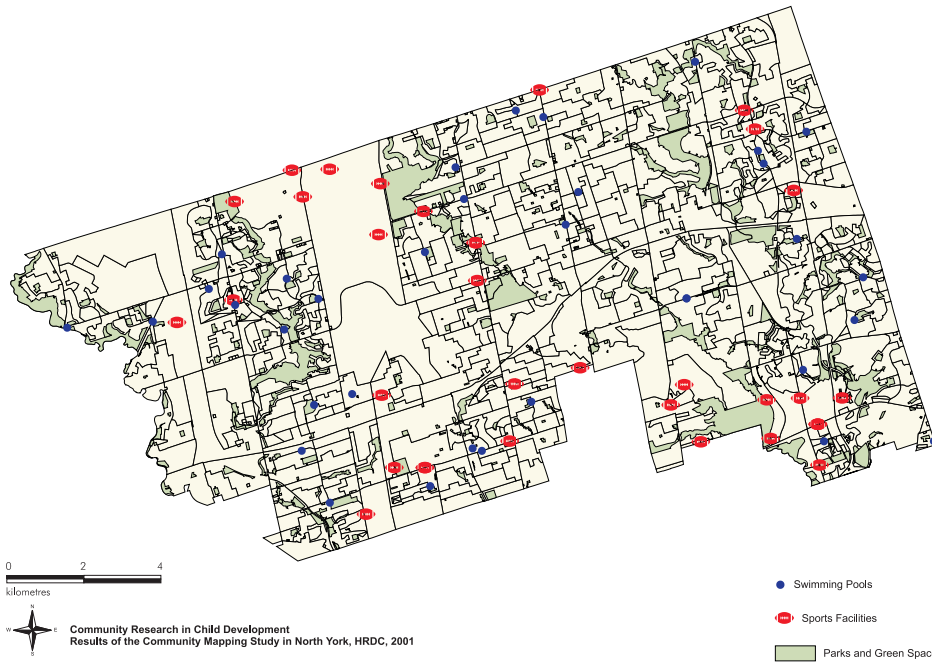 0 2 4
kilometres
N
W E
S
Community Research in Child Development
Results of the Community Mapping Study in North York, HRDC, 2001
Swimming Pools
Sports Facilities
Parks and Green Spac